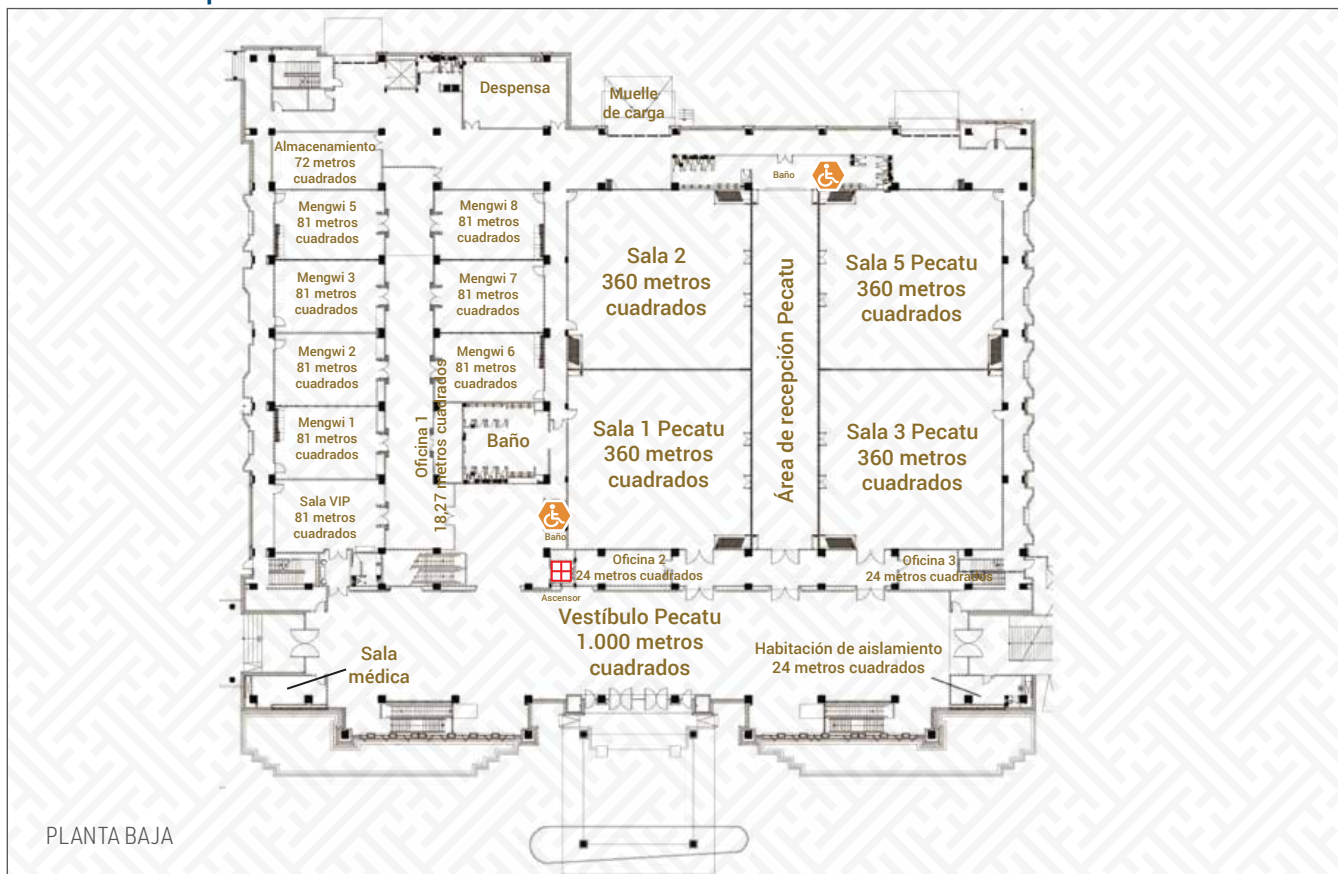 Despensa
Muelle
de carga
Almacenamiento
72 metros
cuadrados
Baño
Mengwi 5
81 metros
cuadrados
Mengwi 8
81 metros
cuadrados
Sala 2
360 metros
cuadrados
Sala 5 Pecatu
360 metros
cuadrados
Mengwi 3
81 metros
cuadrados
Mengwi 7
81 metros
cuadrados
Mengwi 2
81 metros
cuadrados
Mengwi 6
81 metros
cuadrados
Área de recepción Pecatu
Mengwi 1
81 metros
cuadrados
Oficina 1
18,27 metros cuadrados
Baño
Sala 1 Pecatu
360 metros
cuadrados
Sala 3 Pecatu
360 metros
cuadrados
Sala VIP
81 metros
cuadrados
Baño
Oficina 2
24 metros cuadrados
Oficina 3
24 metros cuadrados
Ascensor
Vestíbulo Pecatu
1.000 metros
cuadrados
Sala
médica
Habitación de aislamiento
24 metros cuadrados
PLANTA BAJA